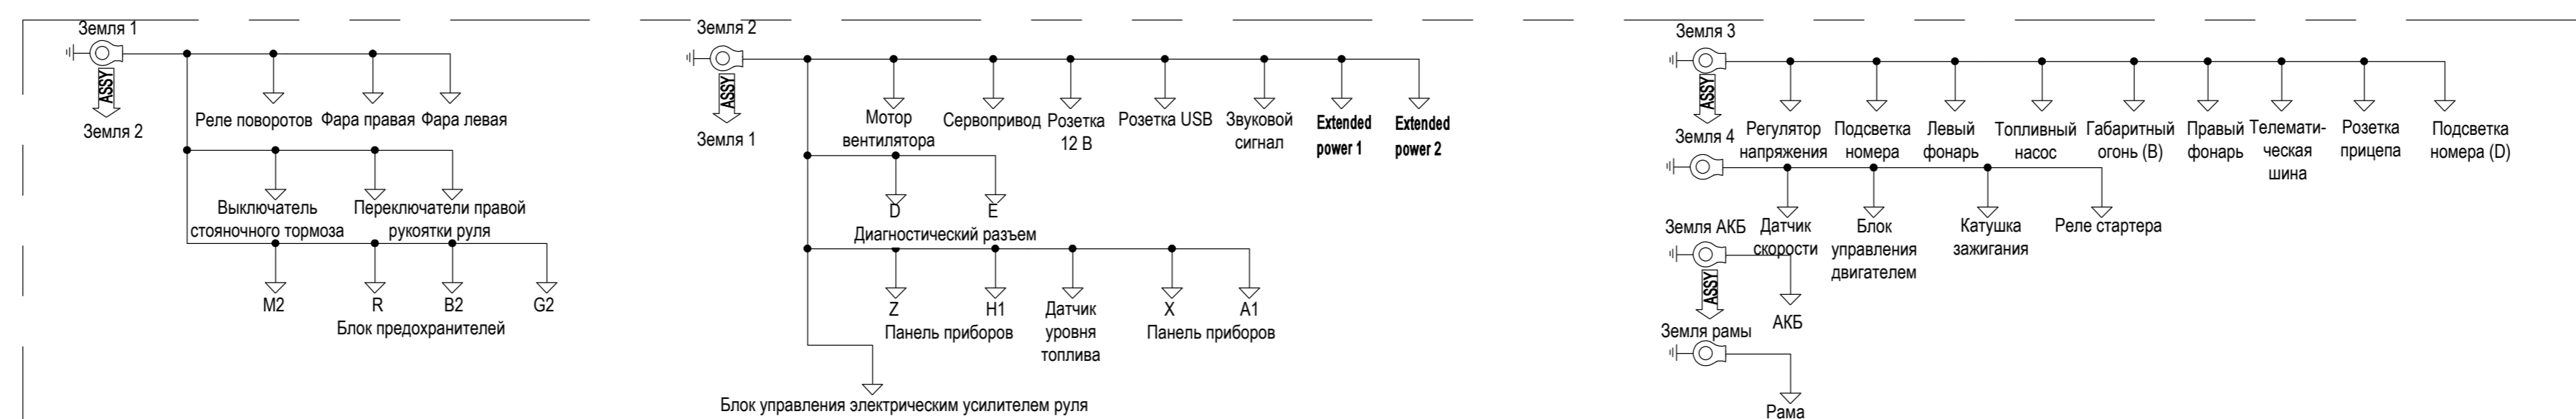 Земля 1
ASSY
Земля 2
Реле поворотов
Фара правая
Фара левая
Выключатель
стояночного тормоза
Переключатели правой
рукоятки руля
M2
R
B2
G2
Блок предохранителей
Земля 2
ASSY
Земля 1
Мотор
вентилятора
Сервопривод
Розетка
12 В
Розетка USB
Звуковой
сигнал
Extended
power 1
Extended
power 2
D
E
Диагностический разъем
Z
H1
Панель приборов
Датчик
уровня
топлива
X
A1
Панель приборов
Блок управления электрическим усилителем руля
Земля 3
ASSY
Земля 4
Регулятор
напряжения
Подсветка
номера
Левый
фонарь
Топливный
насос
Габаритный
огонь (B)
Правый
фонарь
Телемати-
ческая
шина
Розетка
прицепа
Подсветка
номера (D)
Датчик
скорости
Блок
управления
двигателем
Катушка
зажигания
Реле стартера
Земля АКБ
ASSY
АКБ
Земля рамы
Рама